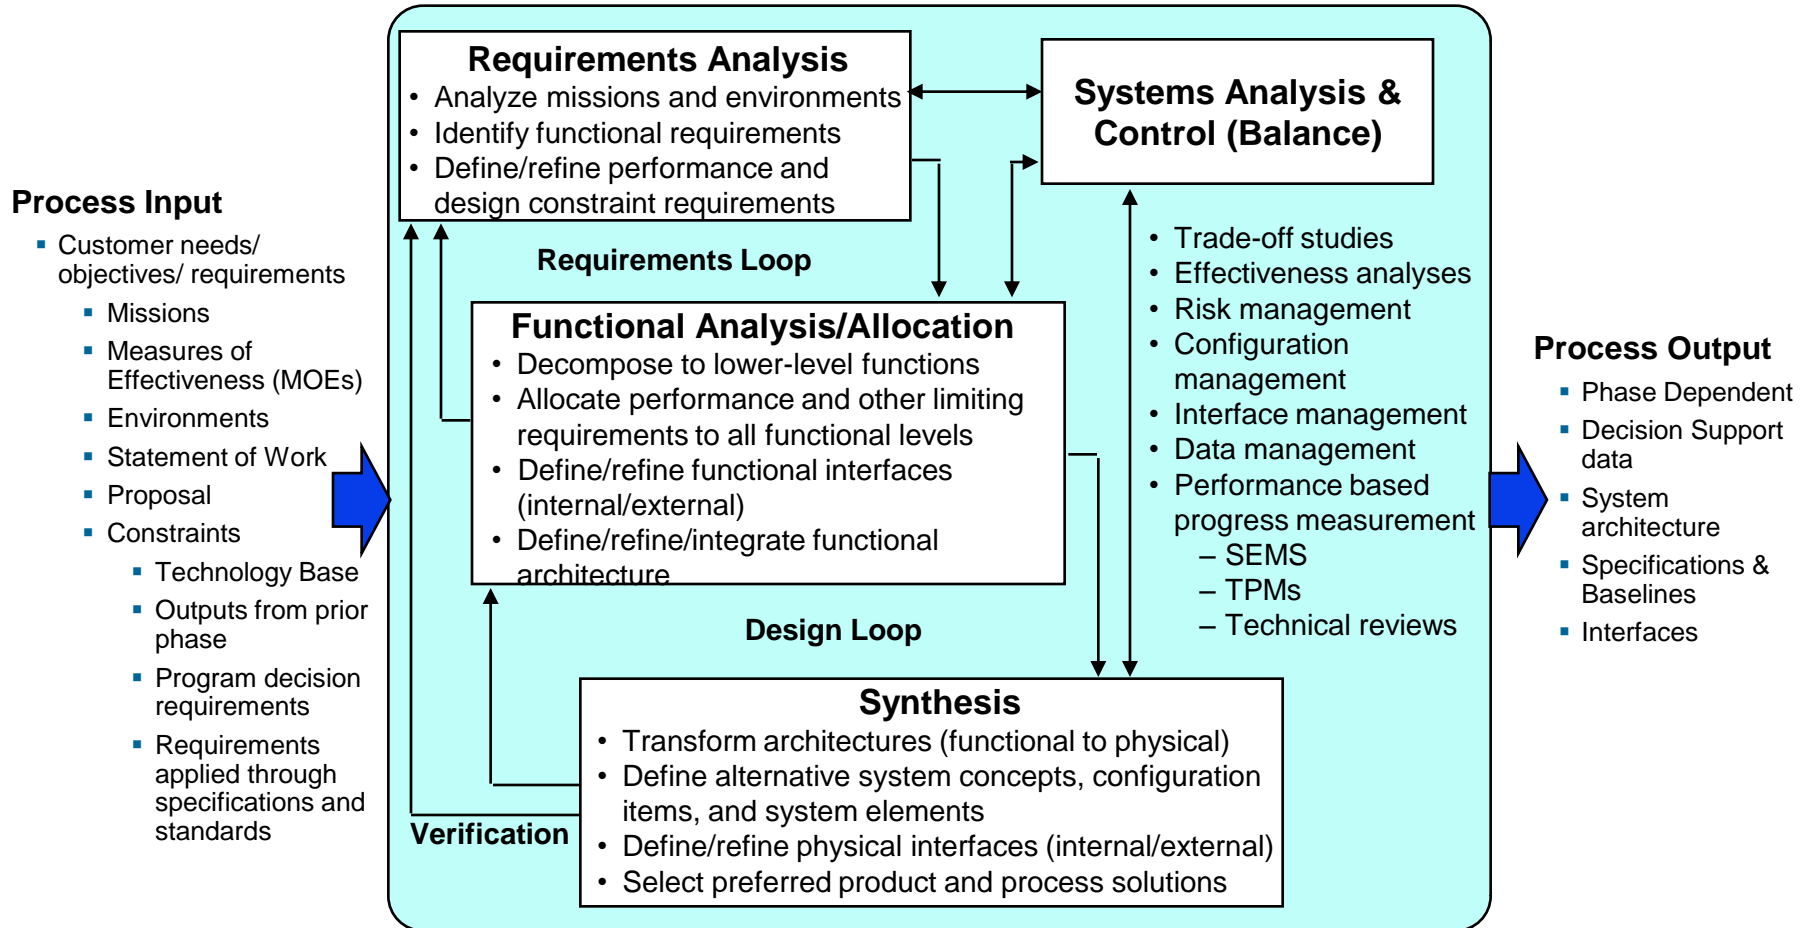 Process Input
▪ Customer needs/
objectives/ requirements
▪ Missions
▪ Measures of
Effectiveness (MOEs)
▪ Environments
▪ Statement of Work
▪ Proposal
▪ Constraints
▪ Technology Base
▪ Outputs from prior
phase
▪ Program decision
requirements
▪ Requirements
applied through
specifications and
standards
Requirements Analysis
• Analyze missions and environments
• Identify functional requirements
• Define/refine performance and
design constraint requirements
Systems Analysis &
Control (Balance)
Requirements Loop
• Trade-off studies
• Effectiveness analyses
• Risk management
• Configuration
management
• Interface management
• Data management
• Performance based
progress measurement
– SEMS
– TPMs
– Technical reviews
Functional Analysis/Allocation
• Decompose to lower-level functions
• Allocate performance and other limiting
requirements to all functional levels
• Define/refine functional interfaces
(internal/external)
• Define/refine/integrate functional
architecture
Design Loop
Synthesis
• Transform architectures (functional to physical)
• Define alternative system concepts, configuration
items, and system elements
• Define/refine physical interfaces (internal/external)
• Select preferred product and process solutions
Verification
Process Output
▪ Phase Dependent
▪ Decision Support
data
▪ System
architecture
▪ Specifications &
Baselines
▪ Interfaces